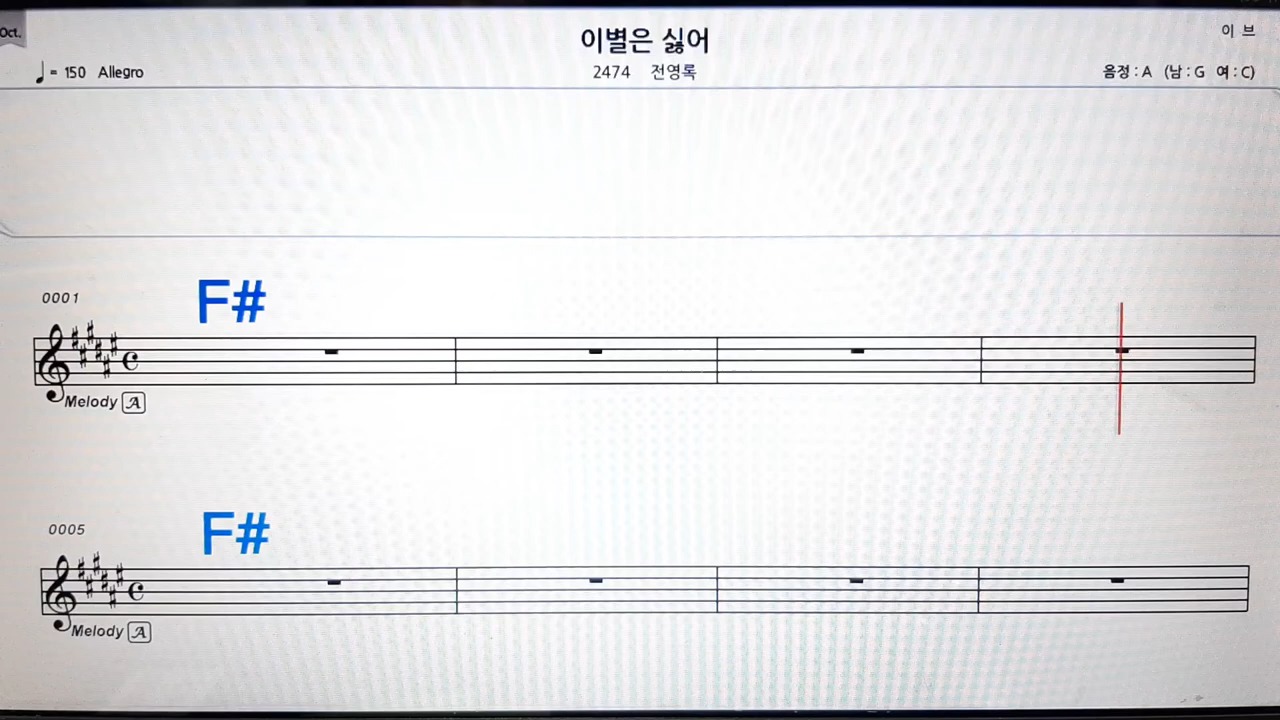 Oct.
이별은 싫어
이 브
♩= 150 Allegro
2474 전영록
음정 : A (남 : G 여 : C)
0001
F#
Melody A
0005
F#
Melody A